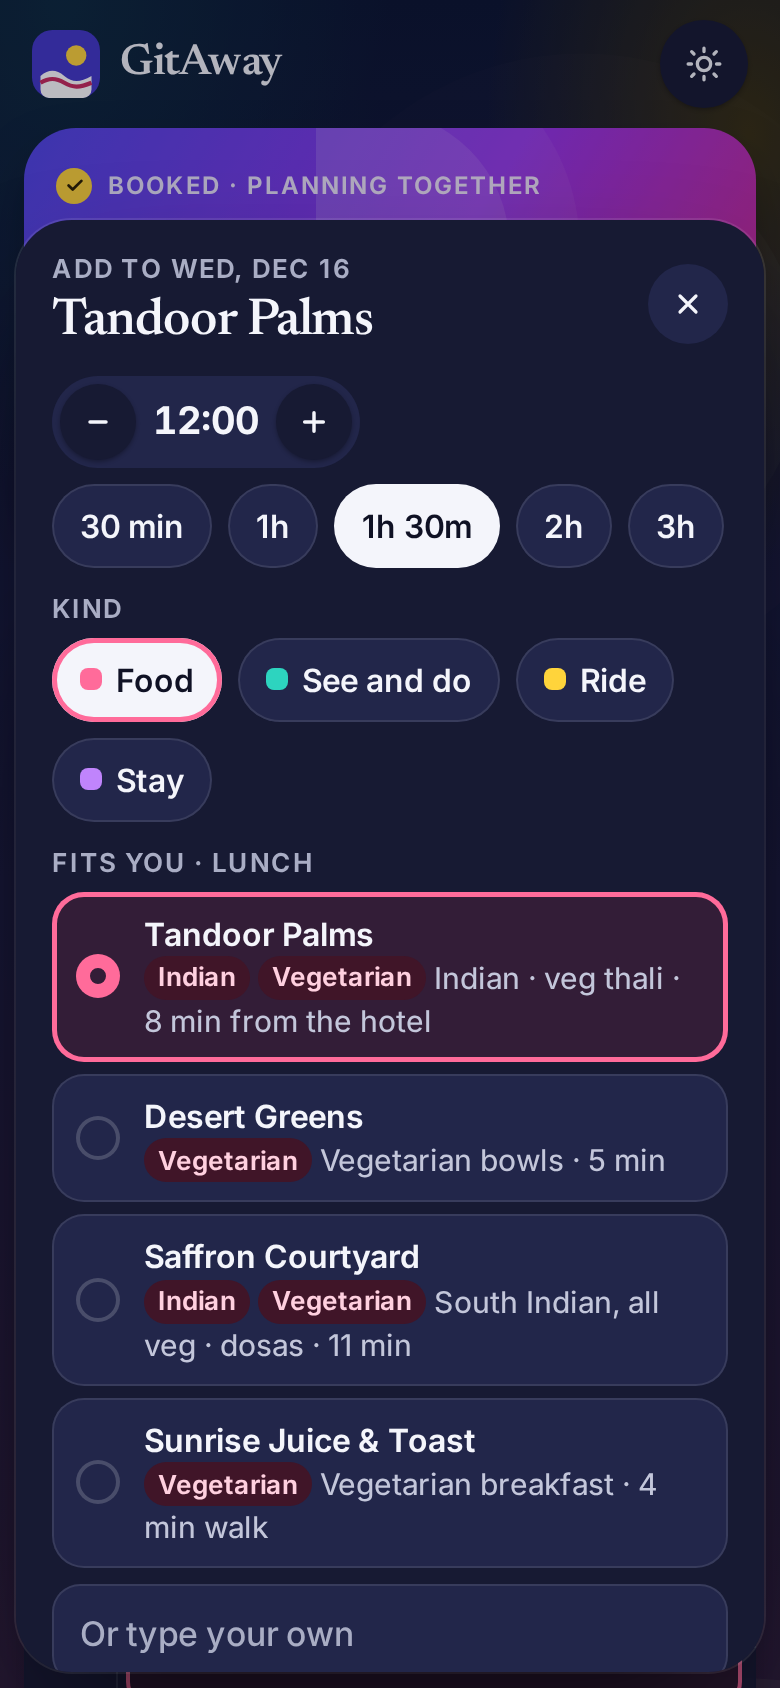 GitAway
BOOKED · PLANNING TOGETHER
ADD TO WED, DEC 16
Tandoor Palms
− 12:00 +
30 min 1h 1h 30m 2h 3h
KIND
Food See and do Ride
Stay
FITS YOU · LUNCH
Tandoor Palms
Indian Vegetarian Indian · veg thali ·
8 min from the hotel
Desert Greens
Vegetarian Vegetarian bowls · 5 min
Saffron Courtyard
Indian Vegetarian South Indian, all
veg · dosas · 11 min
Sunrise Juice & Toast
Vegetarian Vegetarian breakfast · 4
min walk
Or type your own